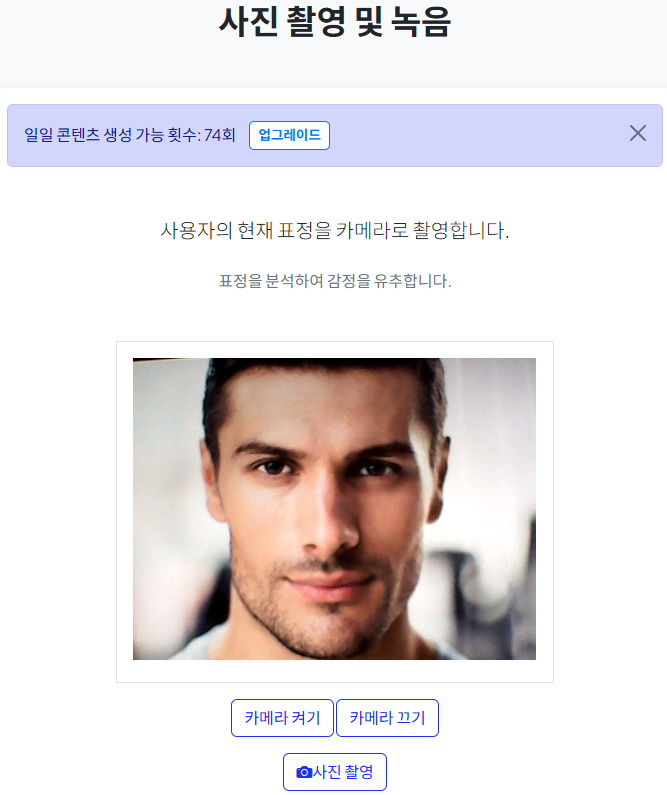 사진 촬영 및 녹음
일일 콘텐츠 생성 가능 횟수: 74회 업그레이드
사용자의 현재 표정을 카메라로 촬영합니다.
표정을 분석하여 감정을 유추합니다.
카메라 켜기 카메라 끄기
사진 촬영